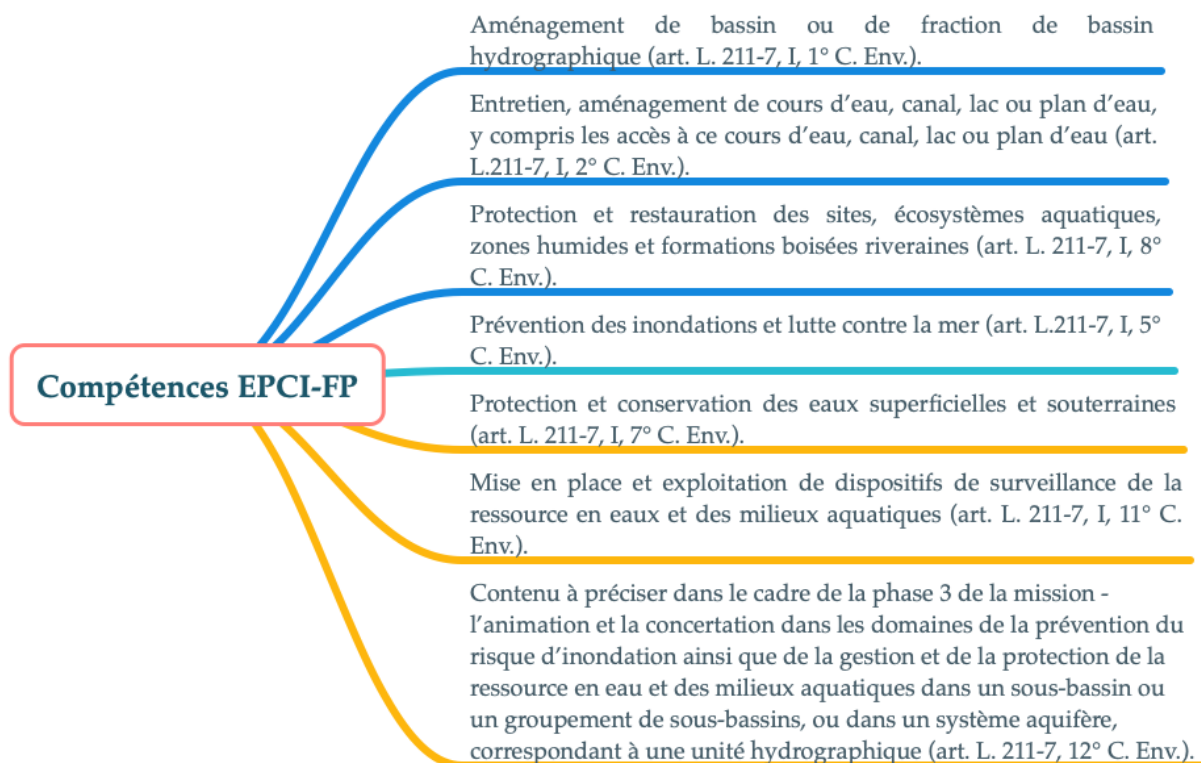 Aménagement de bassin ou de fraction de bassin
hydrographique (art. L. 211-7, I, 1° C. Env.).
Entretien, aménagement de cours d’eau, canal, lac ou plan d’eau,
y compris les accès à ce cours d’eau, canal, lac ou plan d’eau (art.
L.211-7, I, 2° C. Env.).
Protection et restauration des sites, écosystèmes aquatiques,
zones humides et formations boisées riveraines (art. L. 211-7, I, 8°
C. Env.).
Prévention des inondations et lutte contre la mer (art. L.211-7, I, 5°
C. Env.).
Compétences EPCI-FP
Protection et conservation des eaux superficielles et souterraines
(art. L. 211-7, I, 7° C. Env.).
Mise en place et exploitation de dispositifs de surveillance de la
ressource en eaux et des milieux aquatiques (art. L. 211-7, I, 11° C.
Env.).
Contenu à préciser dans le cadre de la phase 3 de la mission -
l’animation et la concertation dans les domaines de la prévention du
risque d’inondation ainsi que de la gestion et de la protection de la
ressource en eau et des milieux aquatiques dans un sous-bassin ou
un groupement de sous-bassins, ou dans un système aquifère,
correspondant à une unité hydrographique (art. L. 211-7, 12° C. Env.).